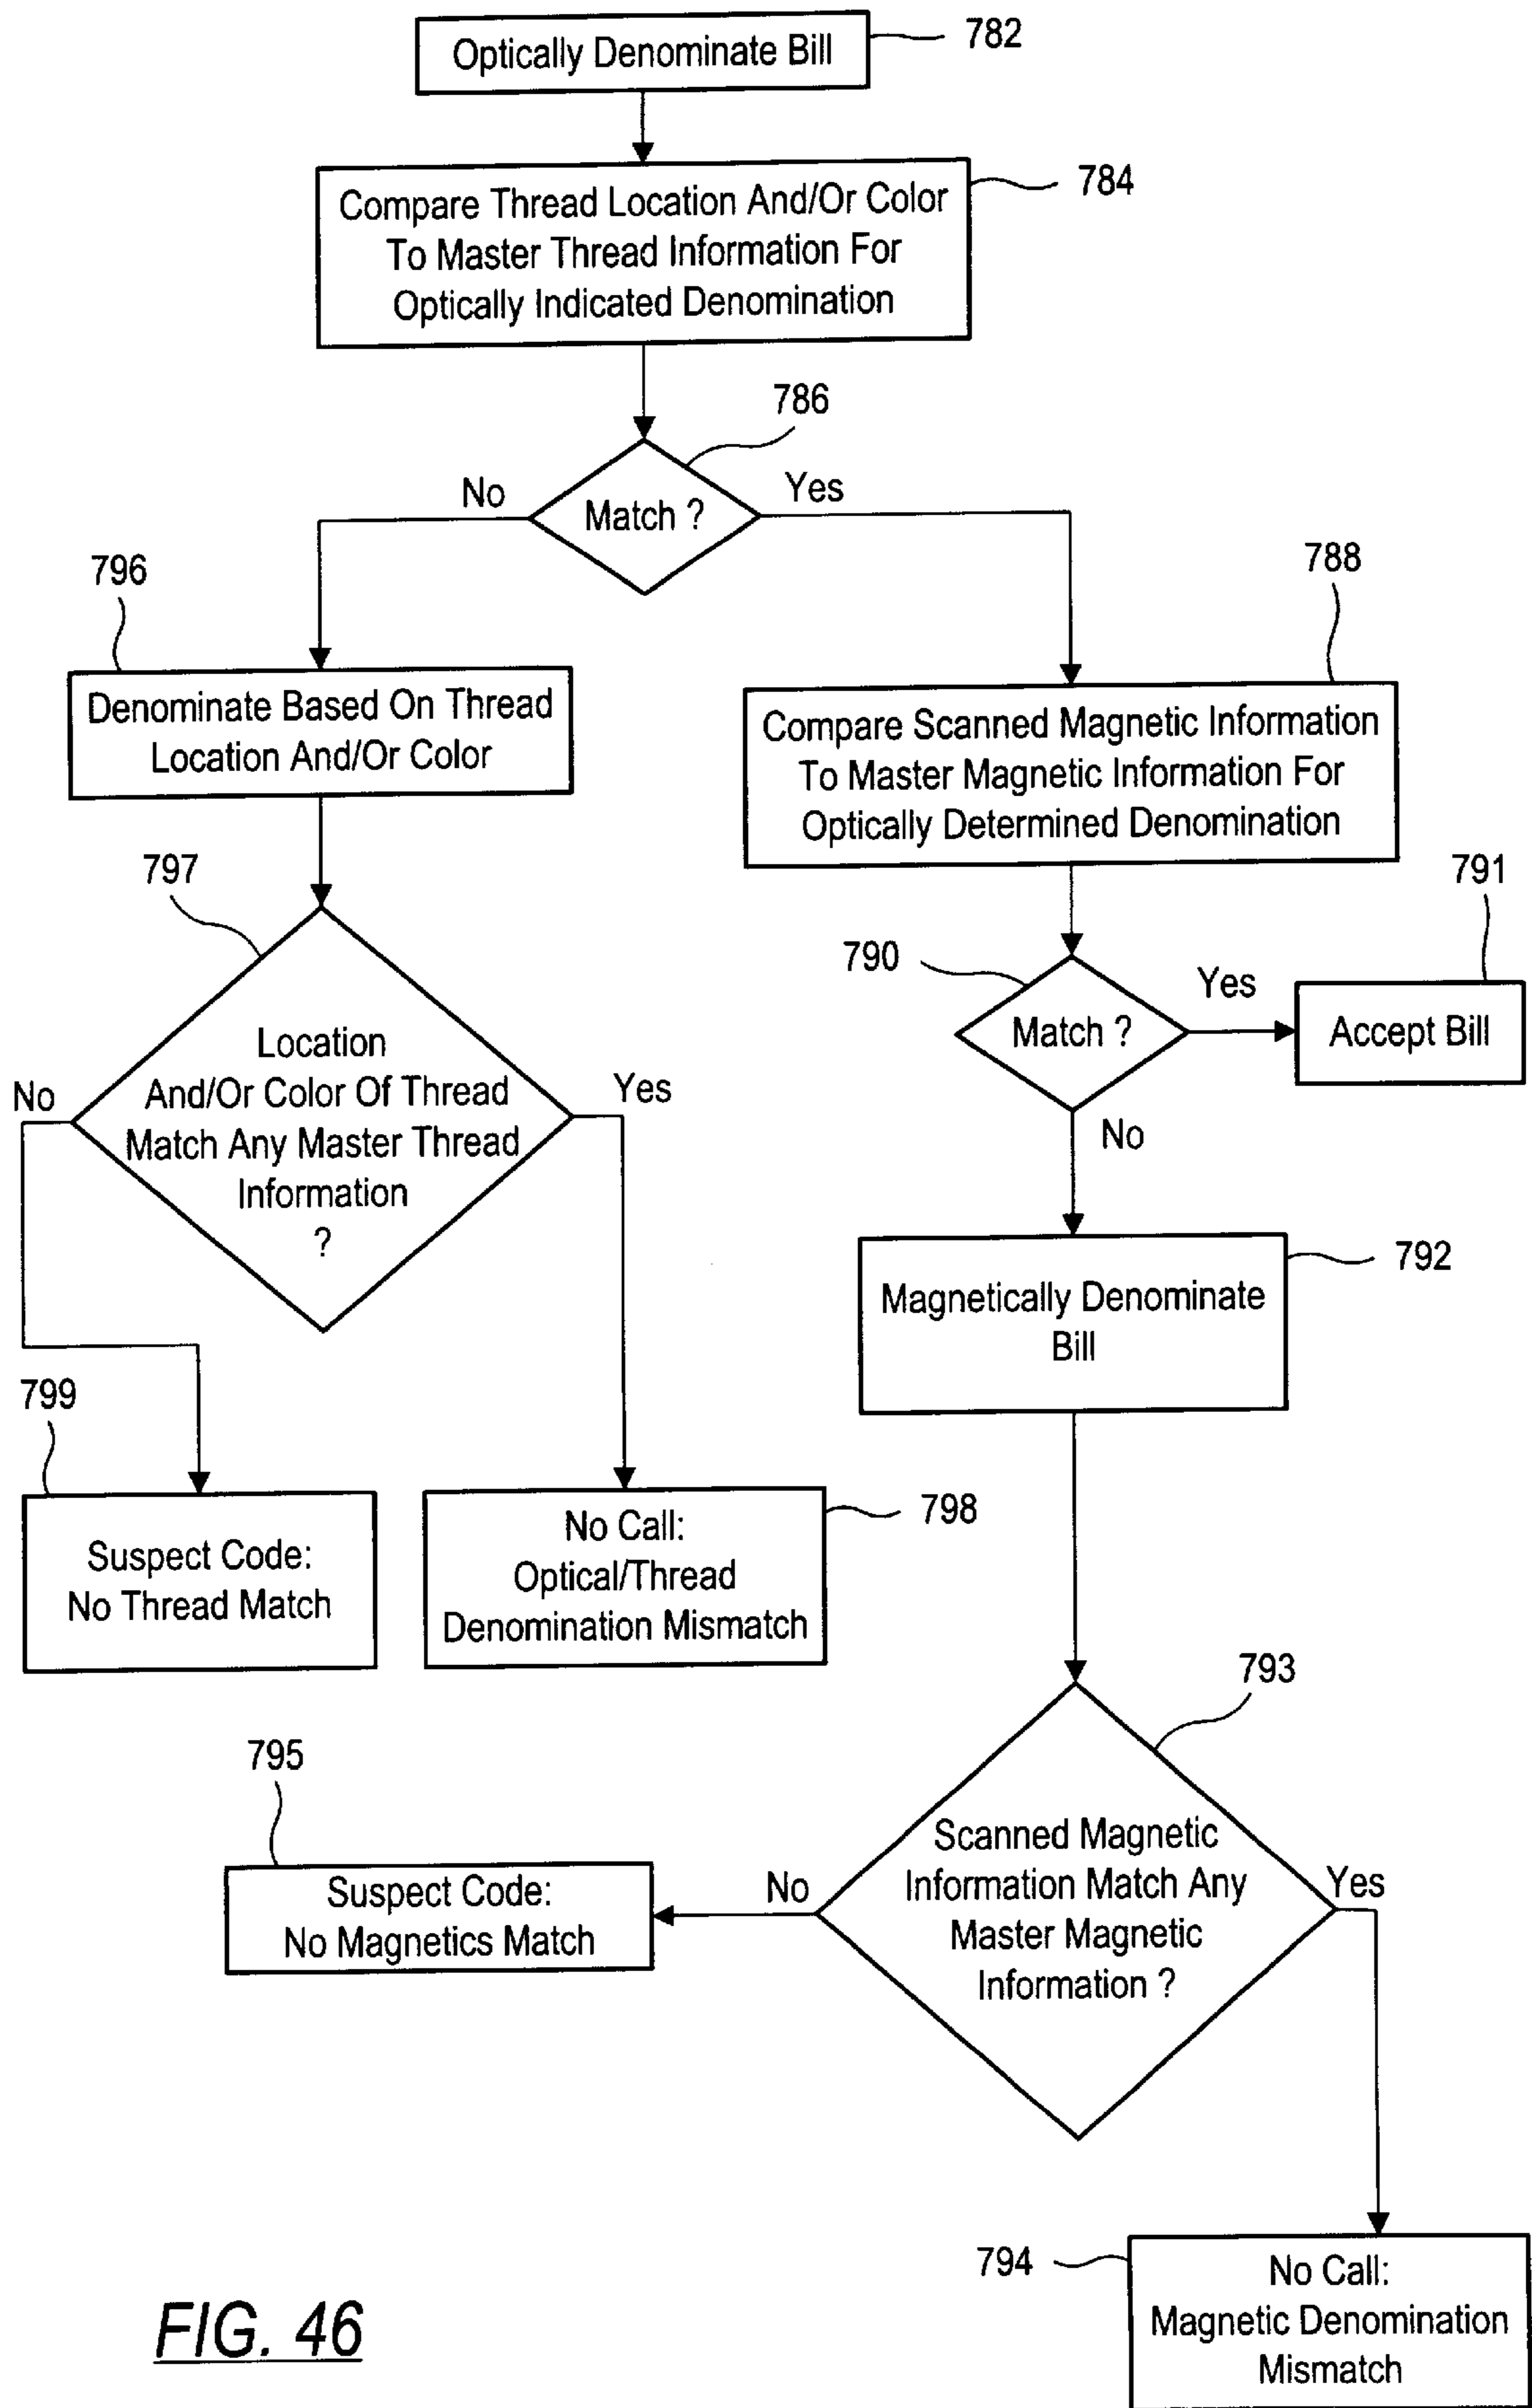 Optically Denominate Bill
782
Compare Thread Location And/Or Color
To Master Thread Information For
Optically Indicated Denomination
784
786
No
Match ?
Yes
796
Denominate Based On Thread
Location And/Or Color
788
Compare Scanned Magnetic Information
To Master Magnetic Information For
Optically Determined Denomination
797
Location
And/Or Color Of Thread
Match Any Master Thread
Information
?
No
Yes
790
Match ?
Yes
791
Accept Bill
No
792
Magnetically Denominate
Bill
799
Suspect Code:
No Thread Match
No Call:
Optical/Thread
Denomination Mismatch
798
793
Scanned Magnetic
Information Match Any
Master Magnetic
Information ?
No
Yes
795
Suspect Code:
No Magnetics Match
794
No Call:
Magnetic Denomination
Mismatch
FIG. 46